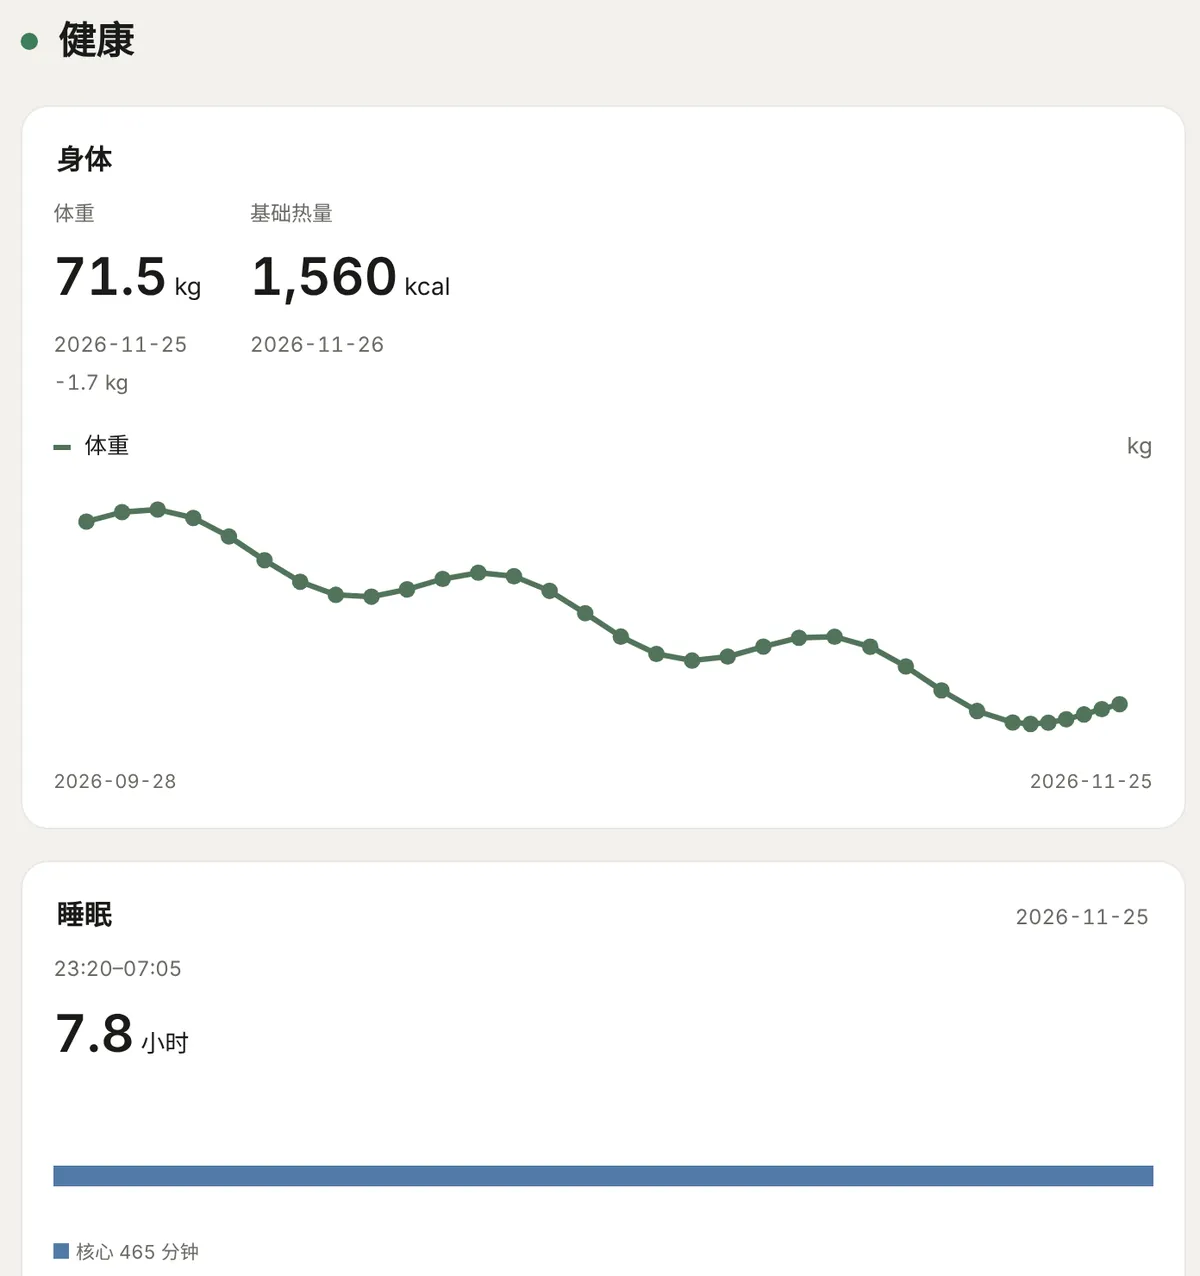 健康
身体
体重 基础热量
71.5 kg 1,560 kcal
2026-11-25 2026-11-26
-1.7 kg
体重 kg
2026-09-28 2026-11-25
睡眠 2026-11-25
23:20–07:05
7.8 小时
核心 465 分钟